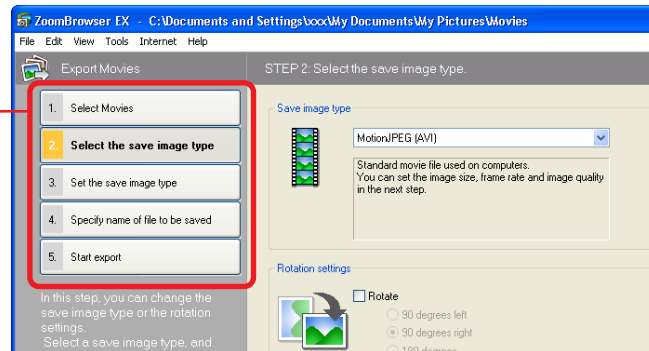 ZoomBrowser EX - C:\Documents and Settings\xxx\My Documents\My Pictures\Movies
File Edit View Tools Internet Help
Export Movies
STEP 2: Select the save image type.
1. Select Movies
2. Select the save image type
3. Set the save image type
4. Specify name of file to be saved
5. Start export
In this step, you can change the
save image type or the rotation
settings.
Select a save image type, and
Save image type
MotionJPEG (AVI)
Standard movie file used on computers.
You can set the image size, frame rate and image quality
in the next step.
Rotation settings
Rotate
90 degrees left
90 degrees right
180 degrees